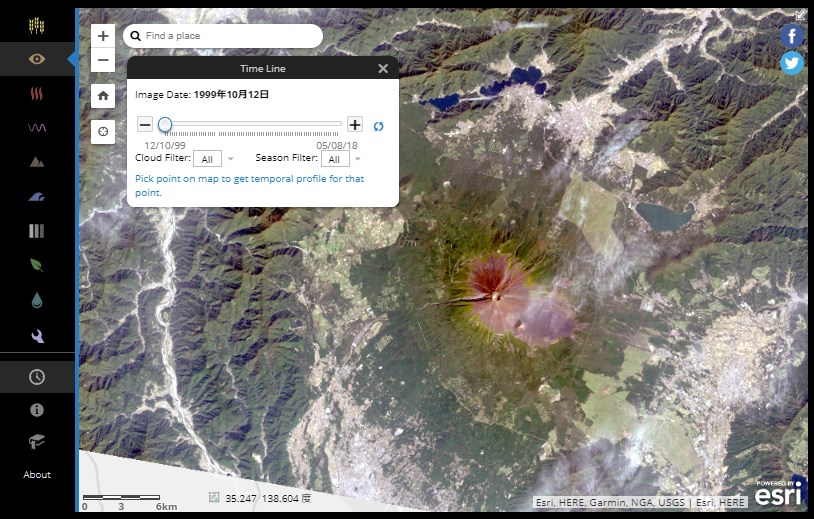 Find a place
Time Line
Image Date: 1999年10月12日
12/10/99 05/08/18
Cloud Filter: All Season Filter: All
Pick point on map to get temporal profile for that
point.
About
0 3 6km
35.247 138.604 度
Esri, HERE, Garmin, NGA, USGS | Esri, HERE
POWERED BY
esri